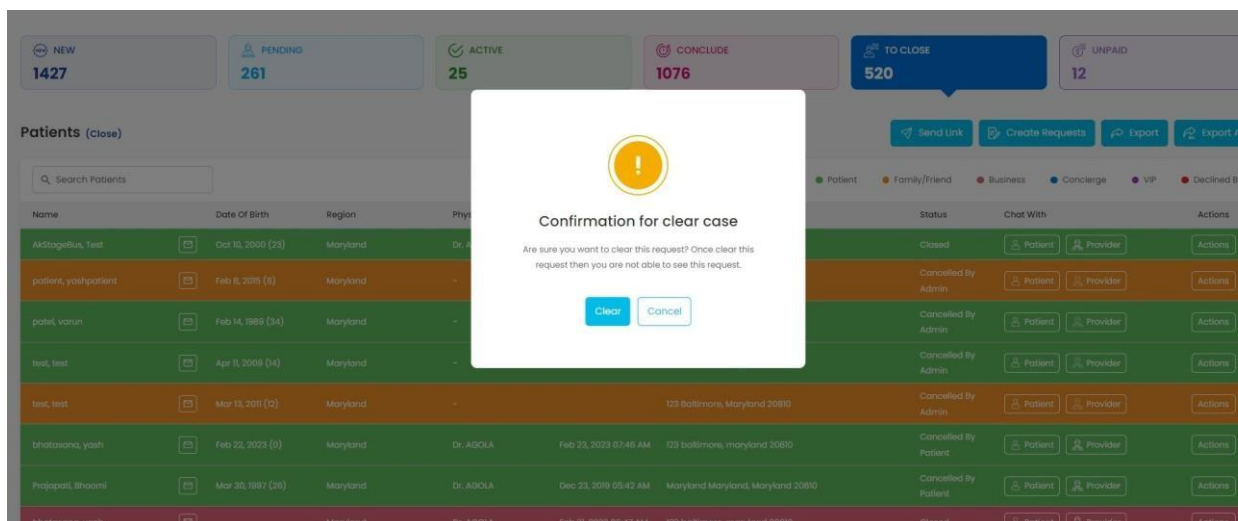 NEW
1427
PENDING
261
ACTIVE
25
CONCLUDE
1076
TO CLOSE
520
UNPAID
12
Patients (Close)
Send Link
Create Requests
Export
Export
Search Patients
Patient
Family/Friend
Business
Concierge
VIP
Declined B
Name Date Of Birth Region Phys Status Chat With Actions
AkStageBus, Test Oct 10, 2000 (23) Maryland Dr. A Closed Patient Provider Actions
patient, yashpatient Feb 8, 2015 (8) Maryland - Cancelled By Admin Patient Provider Actions
patel, varun Feb 14, 1989 (34) Maryland - Cancelled By Admin Patient Provider Actions
test, test Apr 11, 2009 (14) Maryland - Cancelled By Admin Patient Provider Actions
test, test Mar 13, 2011 (12) Maryland - 123 Baltimore, Maryland 20810 Cancelled By Admin Patient Provider Actions
bhatasana, yash Feb 22, 2023 (0) Maryland Dr. AGOLA Feb 23, 2023 07:46 AM 123 baltimore, maryland 20810 Cancelled By Patient Patient Provider Actions
Prajapati, Bhoomi Mar 30, 1997 (26) Maryland Dr. AGOLA Dec 23, 2019 05:42 AM Maryland Maryland, Maryland 20810 Cancelled By Patient Patient Provider Actions
Confirmation for clear case
Are sure you want to clear this request? Once clear this
request then you are not able to see this request.
Clear
Cancel